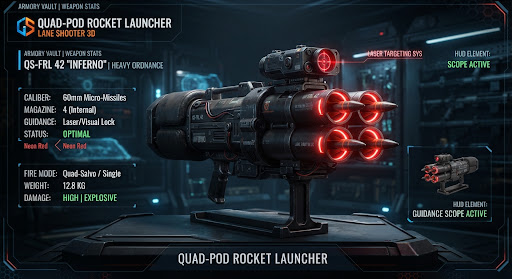 ARMORY VAULT | WEAPON STATS
QUAD-POD ROCKET LAUNCHER
LANE SHOOTER 3D
ARMORY VAULT | WEAPON STATS
QS-FRL 42 "INFERNO" | HEAVY ORDNANCE
CALIBER: 60mm Micro-Missiles
MAGAZINE: 4 (Internal)
GUIDANCE: Laser/Visual Lock
STATUS: OPTIMAL
Neon Red Neon Red
FIRE MODE: Quad-Salvo / Single
WEIGHT: 12.8 KG
DAMAGE: HIGH | EXPLOSIVE
LASER TARGETING SYS
HUD ELEMENT:
SCOPE ACTIVE
HUD ELEMENT:
GUIDANCE SCOPE ACTIVE
QUAD-POD ROCKET LAUNCHER